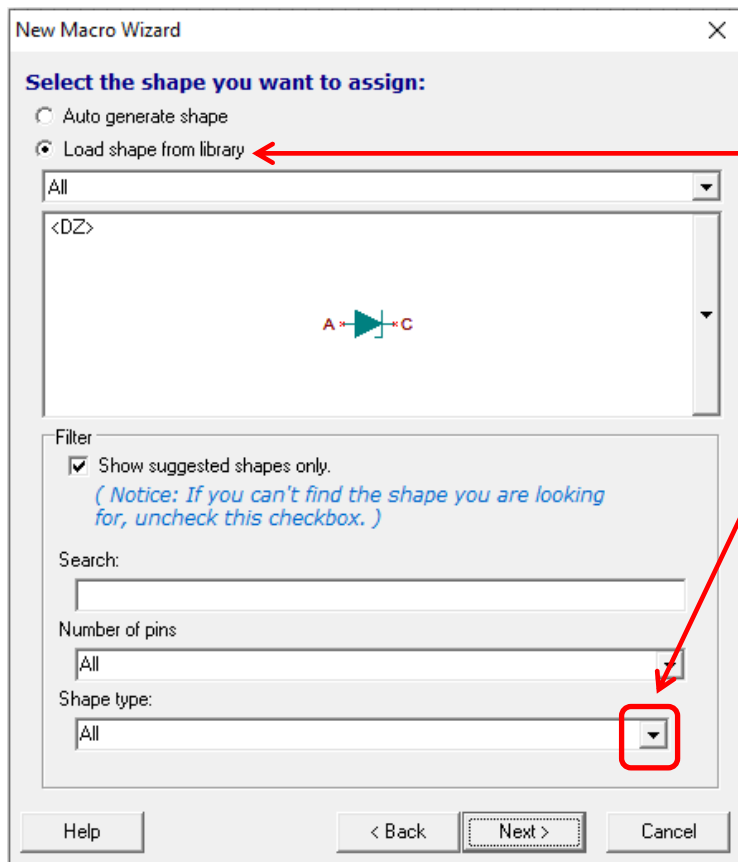 New Macro Wizard
Select the shape you want to assign:
Auto generate shape
Load shape from library
All
<DZ>
A C
Filter
Show suggested shapes only.
( Notice: If you can't find the shape you are looking
for, uncheck this checkbox. )
Search:
Number of pins
All
Shape type:
All
Help < Back Next > Cancel